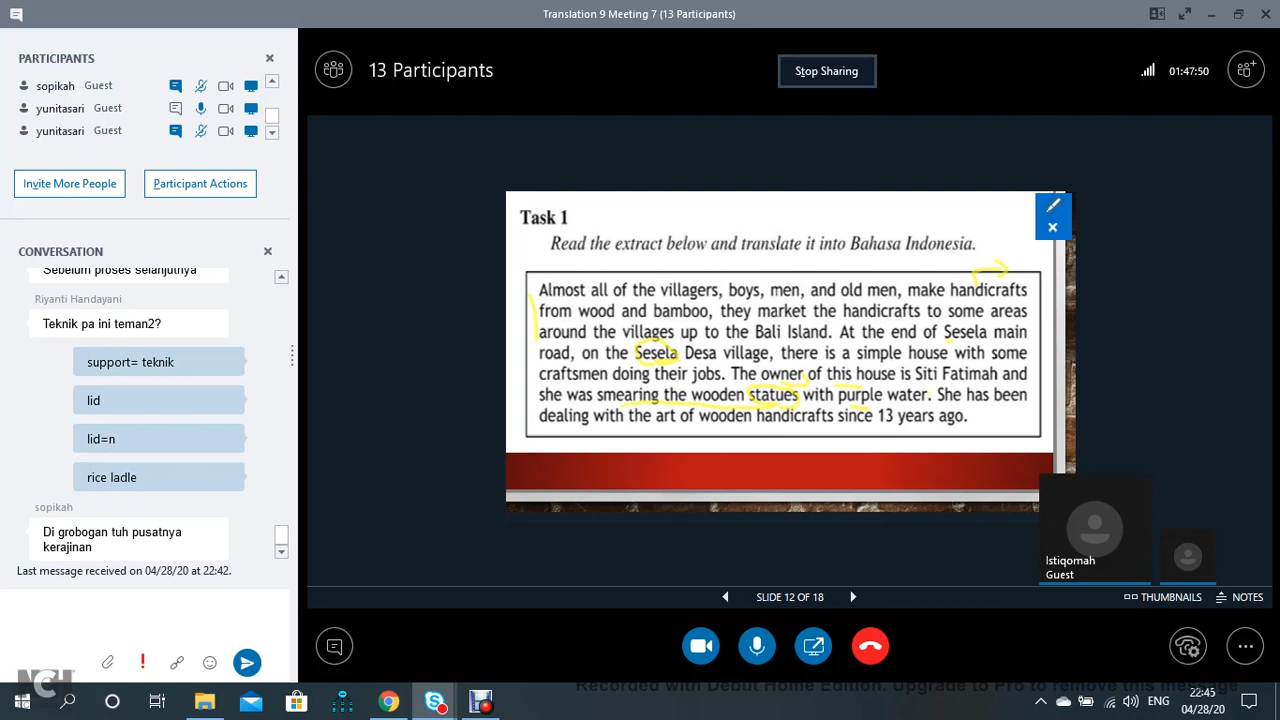 Translation 9 Meeting 7 (13 Participants)
PARTICIPANTS
sopikah Guest
yunitasari Guest
yunitasari Guest
Invite More People
Participant Actions
CONVERSATION
Sebelum proses selanjutnya
Riyanti Handayani
Teknik pa ini teman2?
support= teknik
lid
lid=n
rice ladle
sopikah
Di grobogan tuh pusatnya
kerajinan
Last message received on 04/28/20 at 22:42.
13 Participants
Stop Sharing
01:47:50
Task 1
Read the extract below and translate it into Bahasa Indonesia.
Almost all of the villagers, boys, men, and old men, make handicrafts
from wood and bamboo, they market the handicrafts to some areas
around the villages up to the Bali Island. At the end of Sesela main
road, on the Sesela Desa village, there is a simple house with some
craftsmen doing their jobs. The owner of this house is Siti Fatimah and
she was smearing the wooden statues with purple water. She has been
dealing with the art of wooden handicrafts since 13 years ago.
Istiqomah
Guest
SLIDE 12 OF 18
THUMBNAILS
NOTES
NCH
Recorded with Debut Home Edition. Upgrade to Pro to remove this message
ENG
22:45
04/28/20